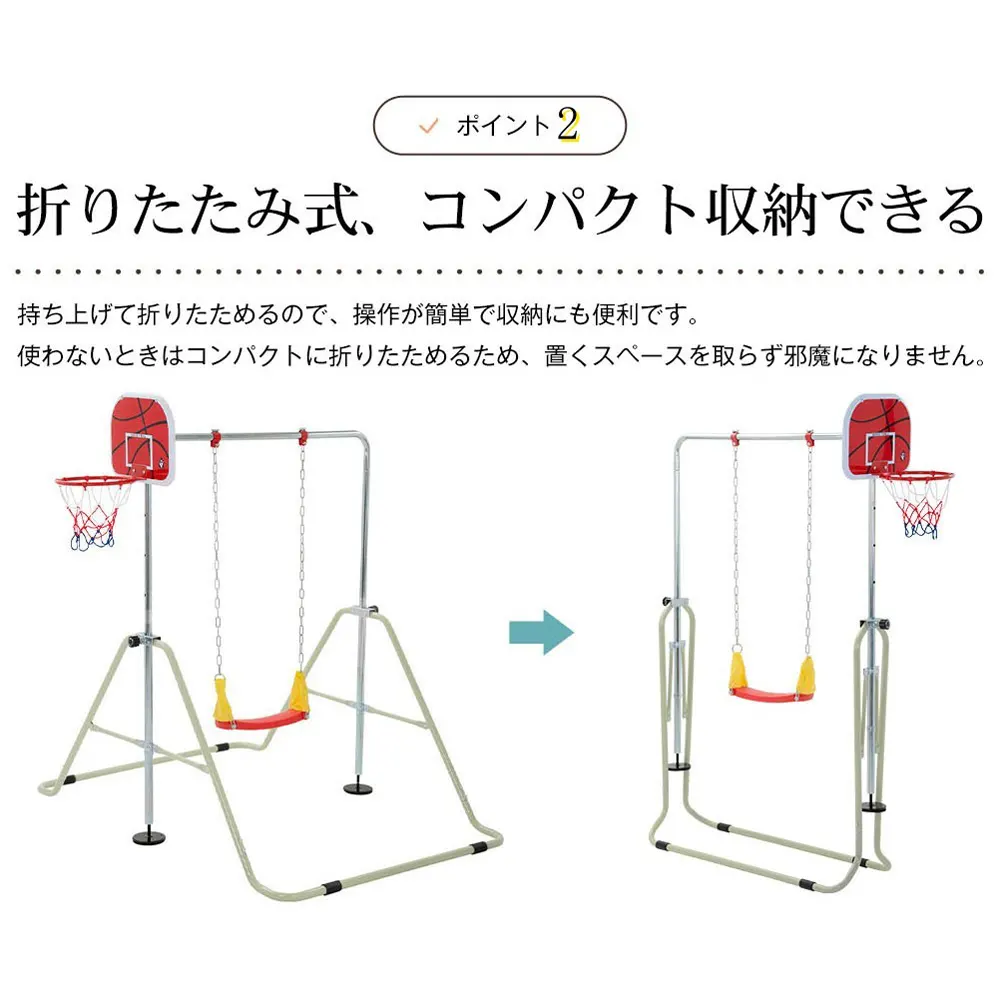 ポイント2
折りたたみ式、コンパクト収納できる
持ち上げて折りたためるので、操作が簡単で収納にも便利です。
使わないときはコンパクトに折りたためるため、置くスペースを取らず邪魔になりません。